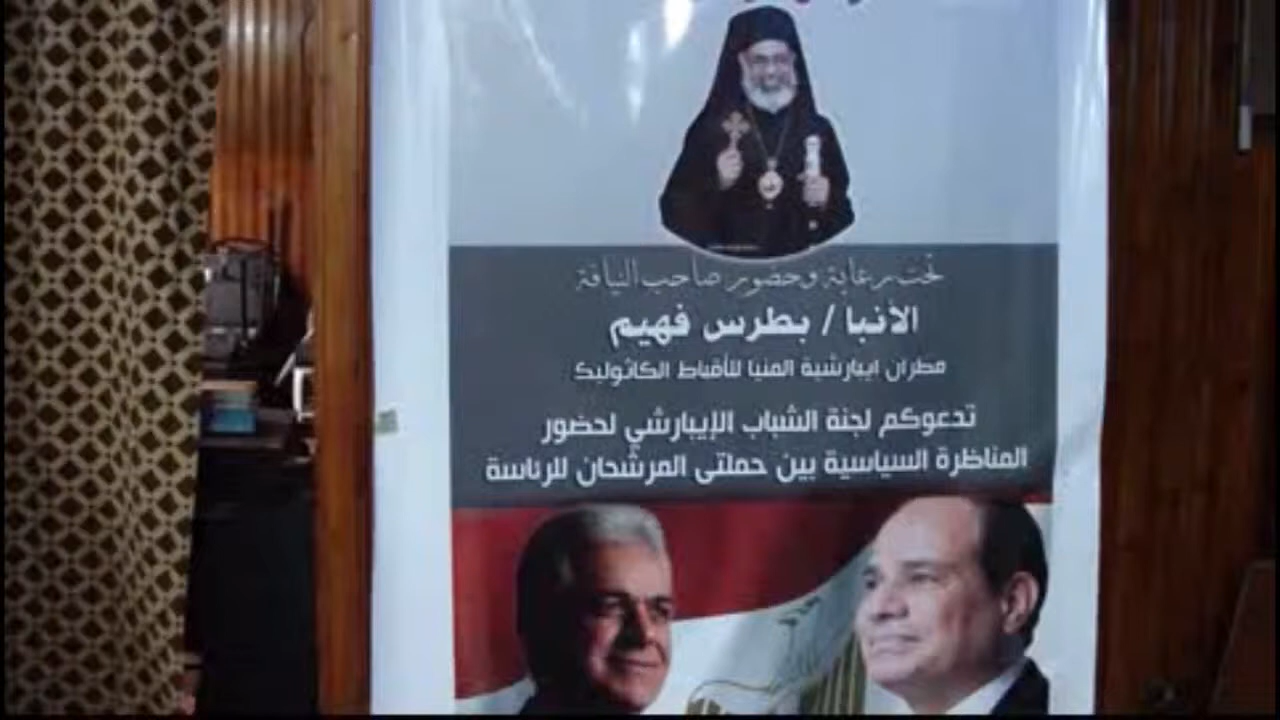 تحت رعاية وحضور صاحب النيافة
الأنبا / بطرس فهيم
مطران ايبارشية المنيا للأقباط الكاثوليك
تدعوكم لجنة الشباب الإيبارشي لحضور
المناظرة السياسية بين حملتى المرشحان للرئاسة